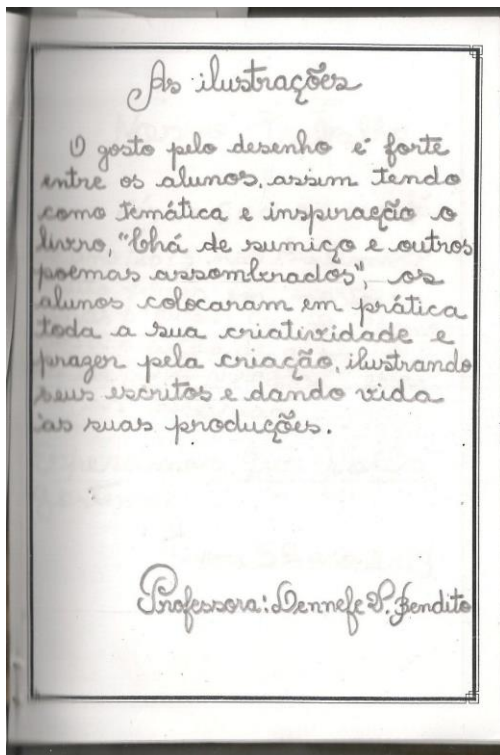 As ilustrações
O gosto pelo desenho é forte
entre os alunos, assim tendo
como temática e inspiração o
livro, "Chá de sumiço e outros
poemas assombrados", os
alunos colocaram em prática
toda a sua criatividade e
prazer pela criação, ilustrando
seus escritos e dando vida
às suas produções.
Professora: Dennefe P. Bendito